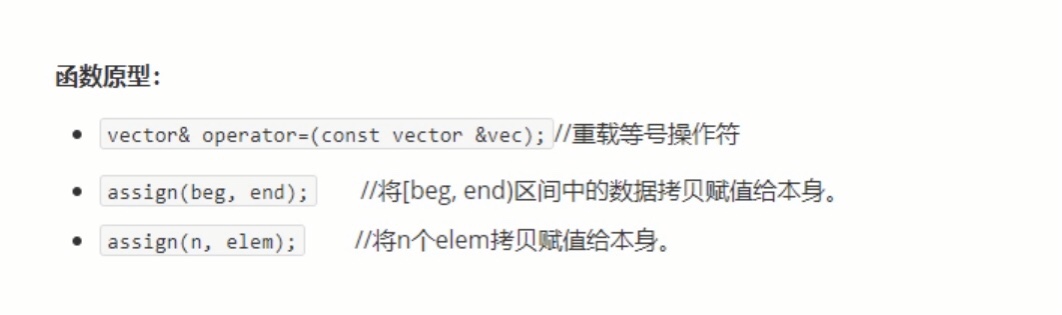 函数原型:
• vector& operator=(const vector &vec); //重载等号操作符
• assign(beg, end); //将[beg, end)区间中的数据拷贝赋值给本身。
• assign(n, elem); //将n个elem拷贝赋值给本身。